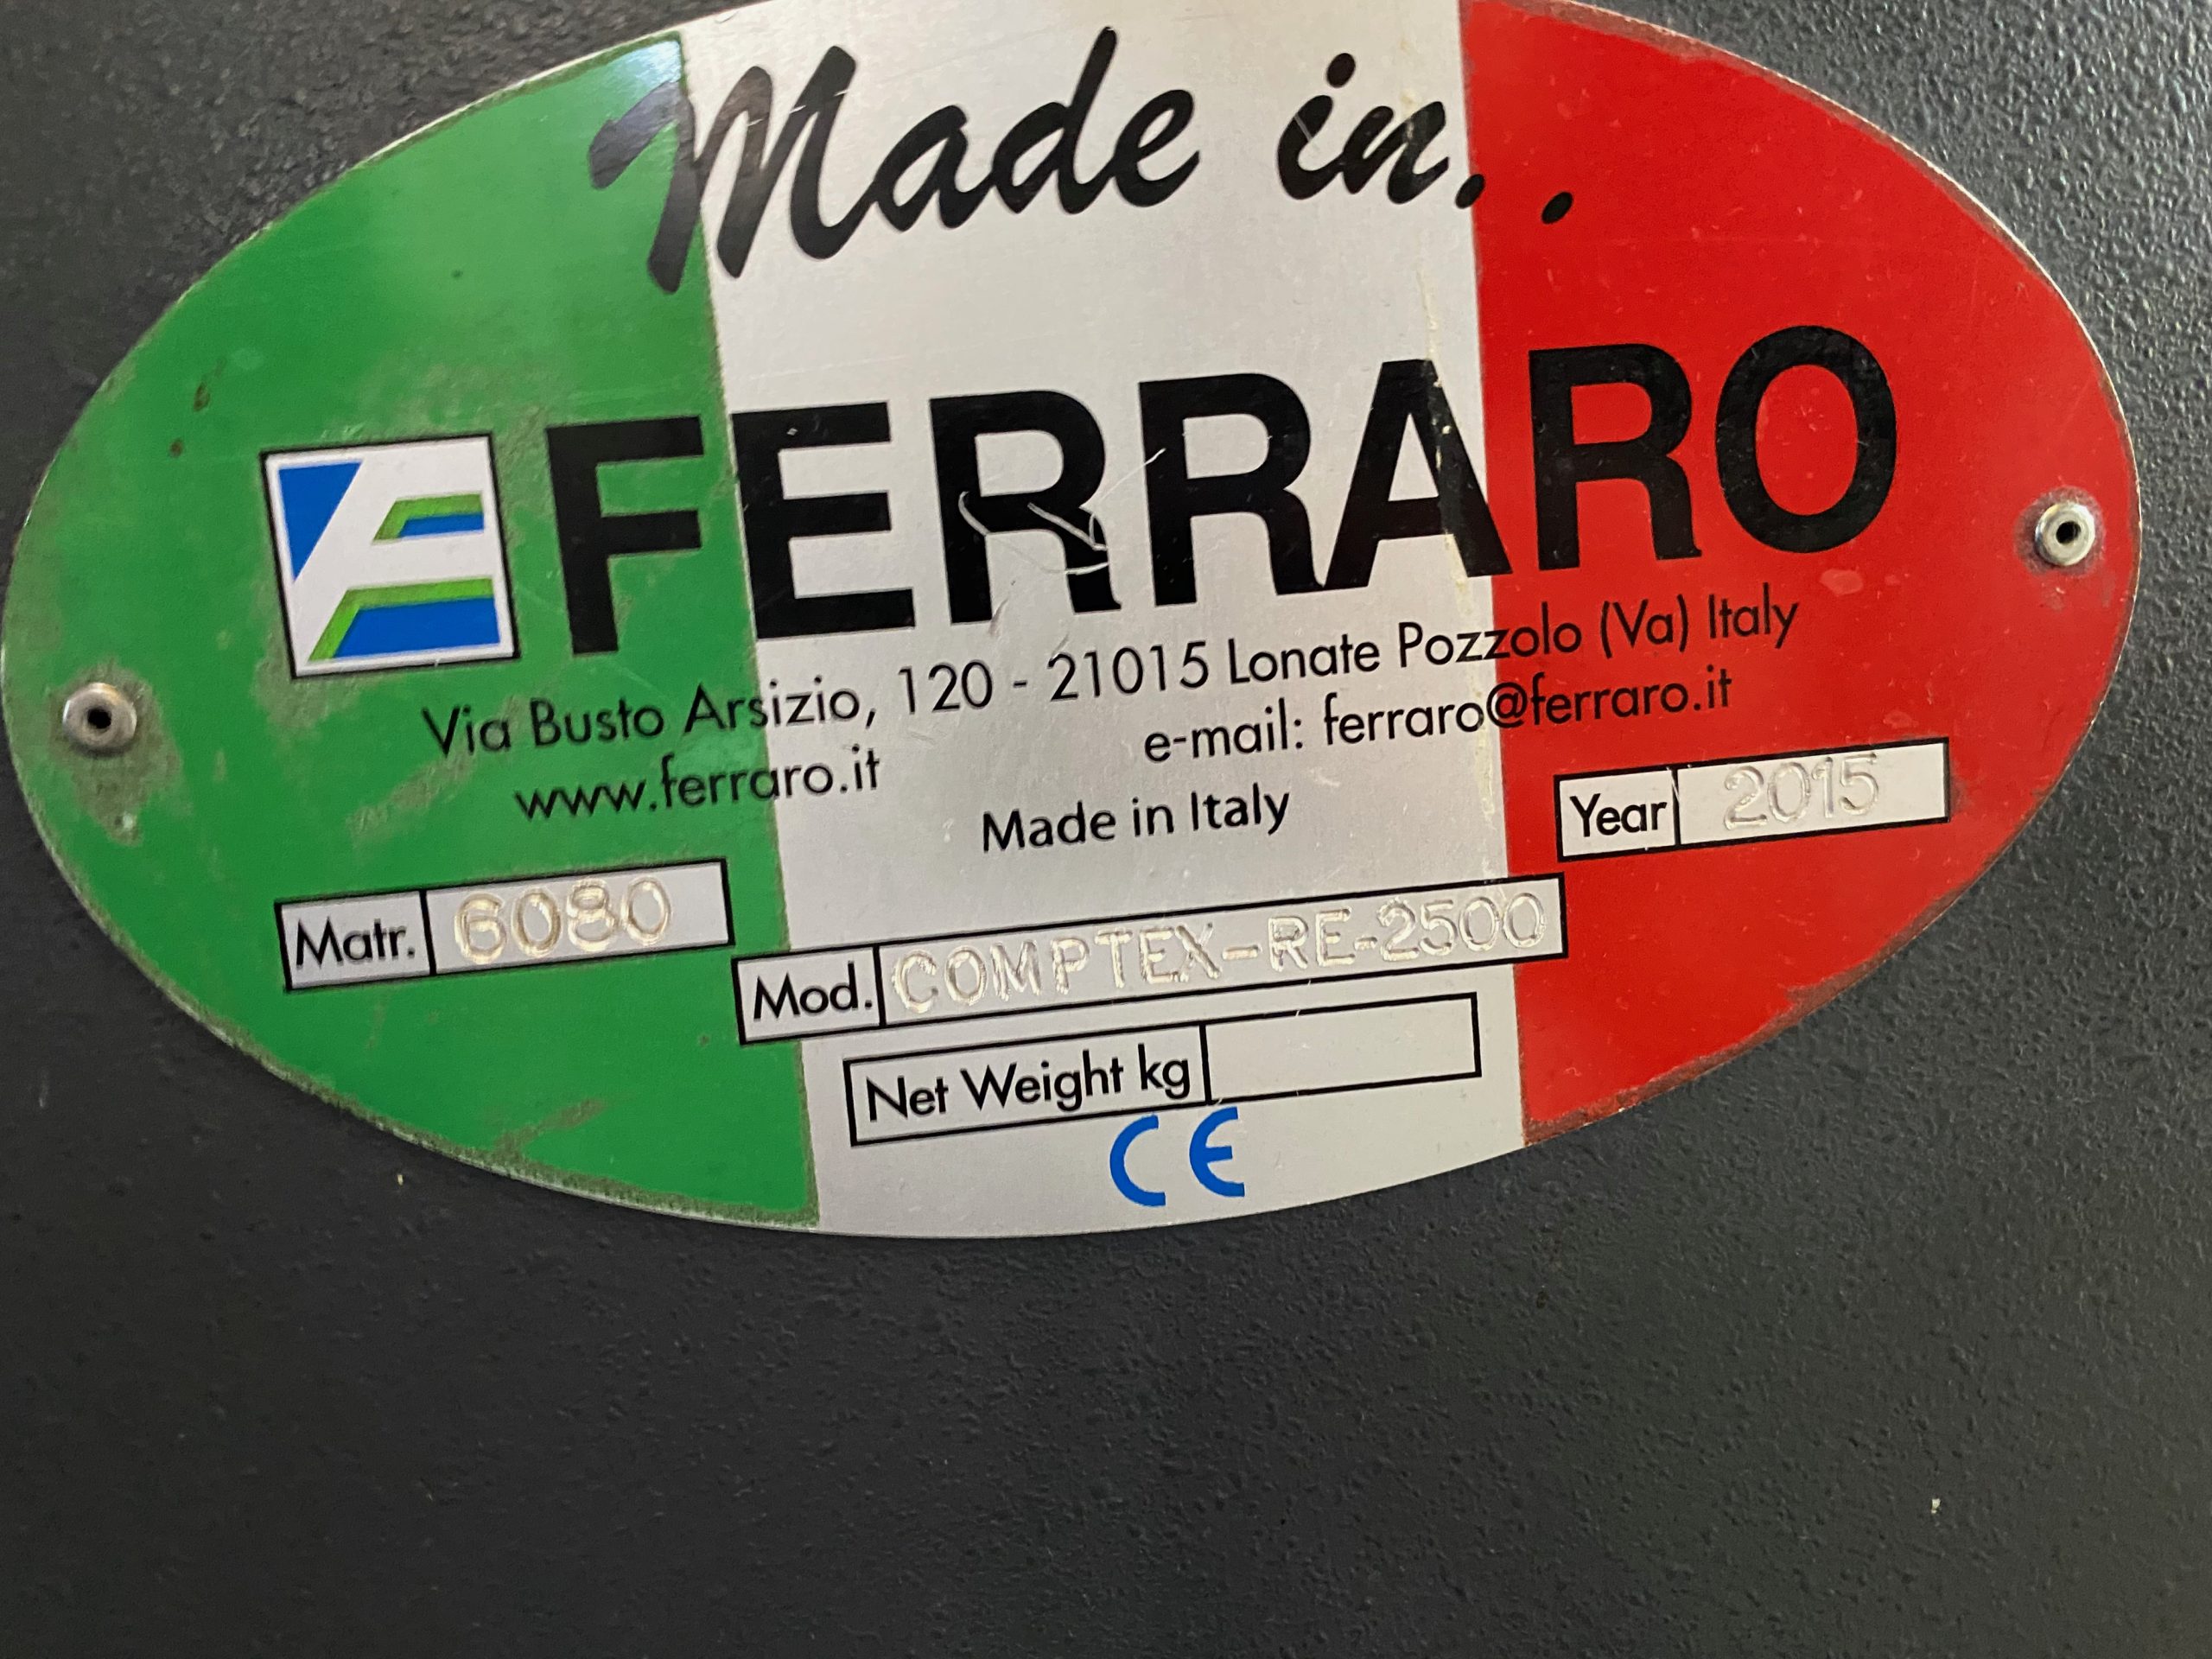 Made in..
FERRARO
Via Busto Arsizio, 120 - 21015 Lonate Pozzolo (Va) Italy
www.ferraro.it e-mail: ferraro@ferraro.it
Made in Italy
Year 2015
Matr. 6080
Mod. COMPTEX-RE-2500
Net Weight kg
CE